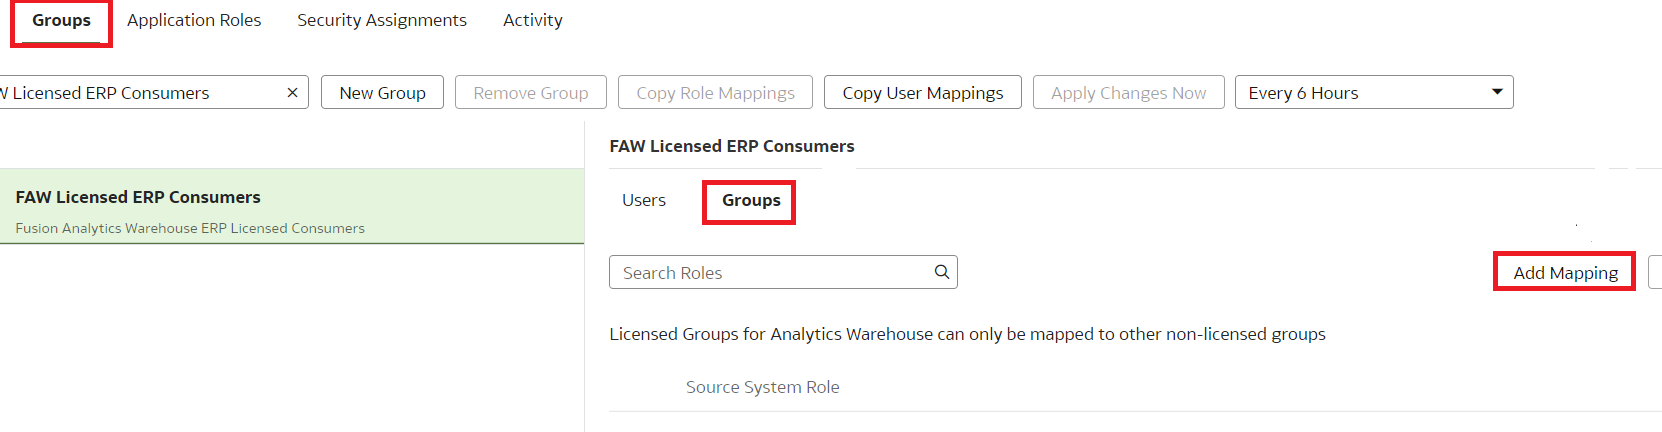 Groups Application Roles Security Assignments Activity
W Licensed ERP Consumers × New Group Remove Group Copy Role Mappings Copy User Mappings Apply Changes Now Every 6 Hours
FAW Licensed ERP Consumers
FAW Licensed ERP Consumers
Fusion Analytics Warehouse ERP Licensed Consumers
Users Groups
Search Roles Add Mapping
Licensed Groups for Analytics Warehouse can only be mapped to other non-licensed groups
Source System Role